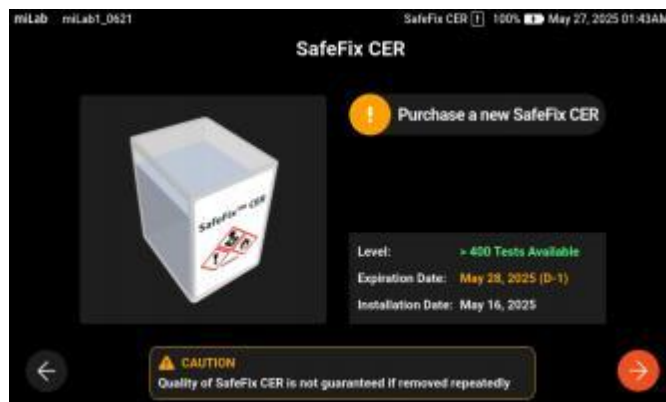 miLab miLab1_0621 SafeFix CER 100% May 27, 2025 01:43AM
SafeFix CER
! Purchase a new SafeFix CER
SafeFix™ CER
Level: > 400 Tests Available
Expiration Date: May 28, 2025 (D-1)
Installation Date: May 16, 2025
CAUTION
Quality of SafeFix CER is not guaranteed if removed repeatedly